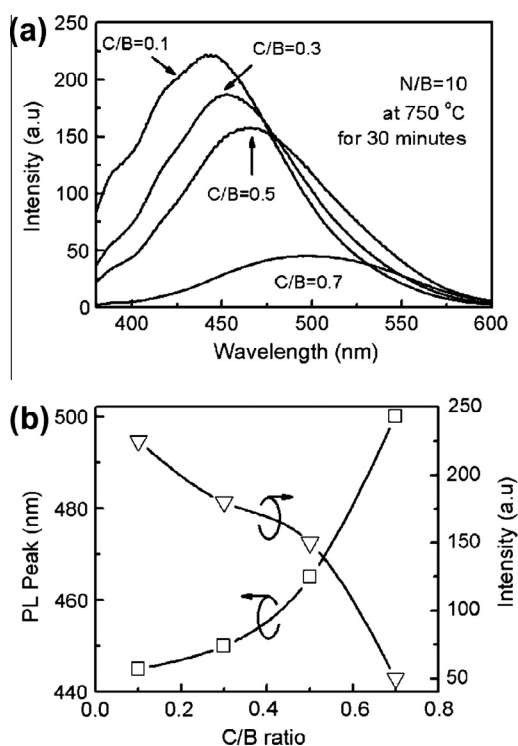 (a)
250
200
150
100
50
0
Intensity (a.u)
C/B=0.1
C/B=0.3
C/B=0.5
C/B=0.7
N/B=10
at 750 °C
for 30 minutes
400 450 500 550 600
Wavelength (nm)
(b)
500
480
460
440
PL Peak (nm)
250
200
150
100
50
Intensity (a.u)
0.0 0.2 0.4 0.6 0.8
C/B ratio